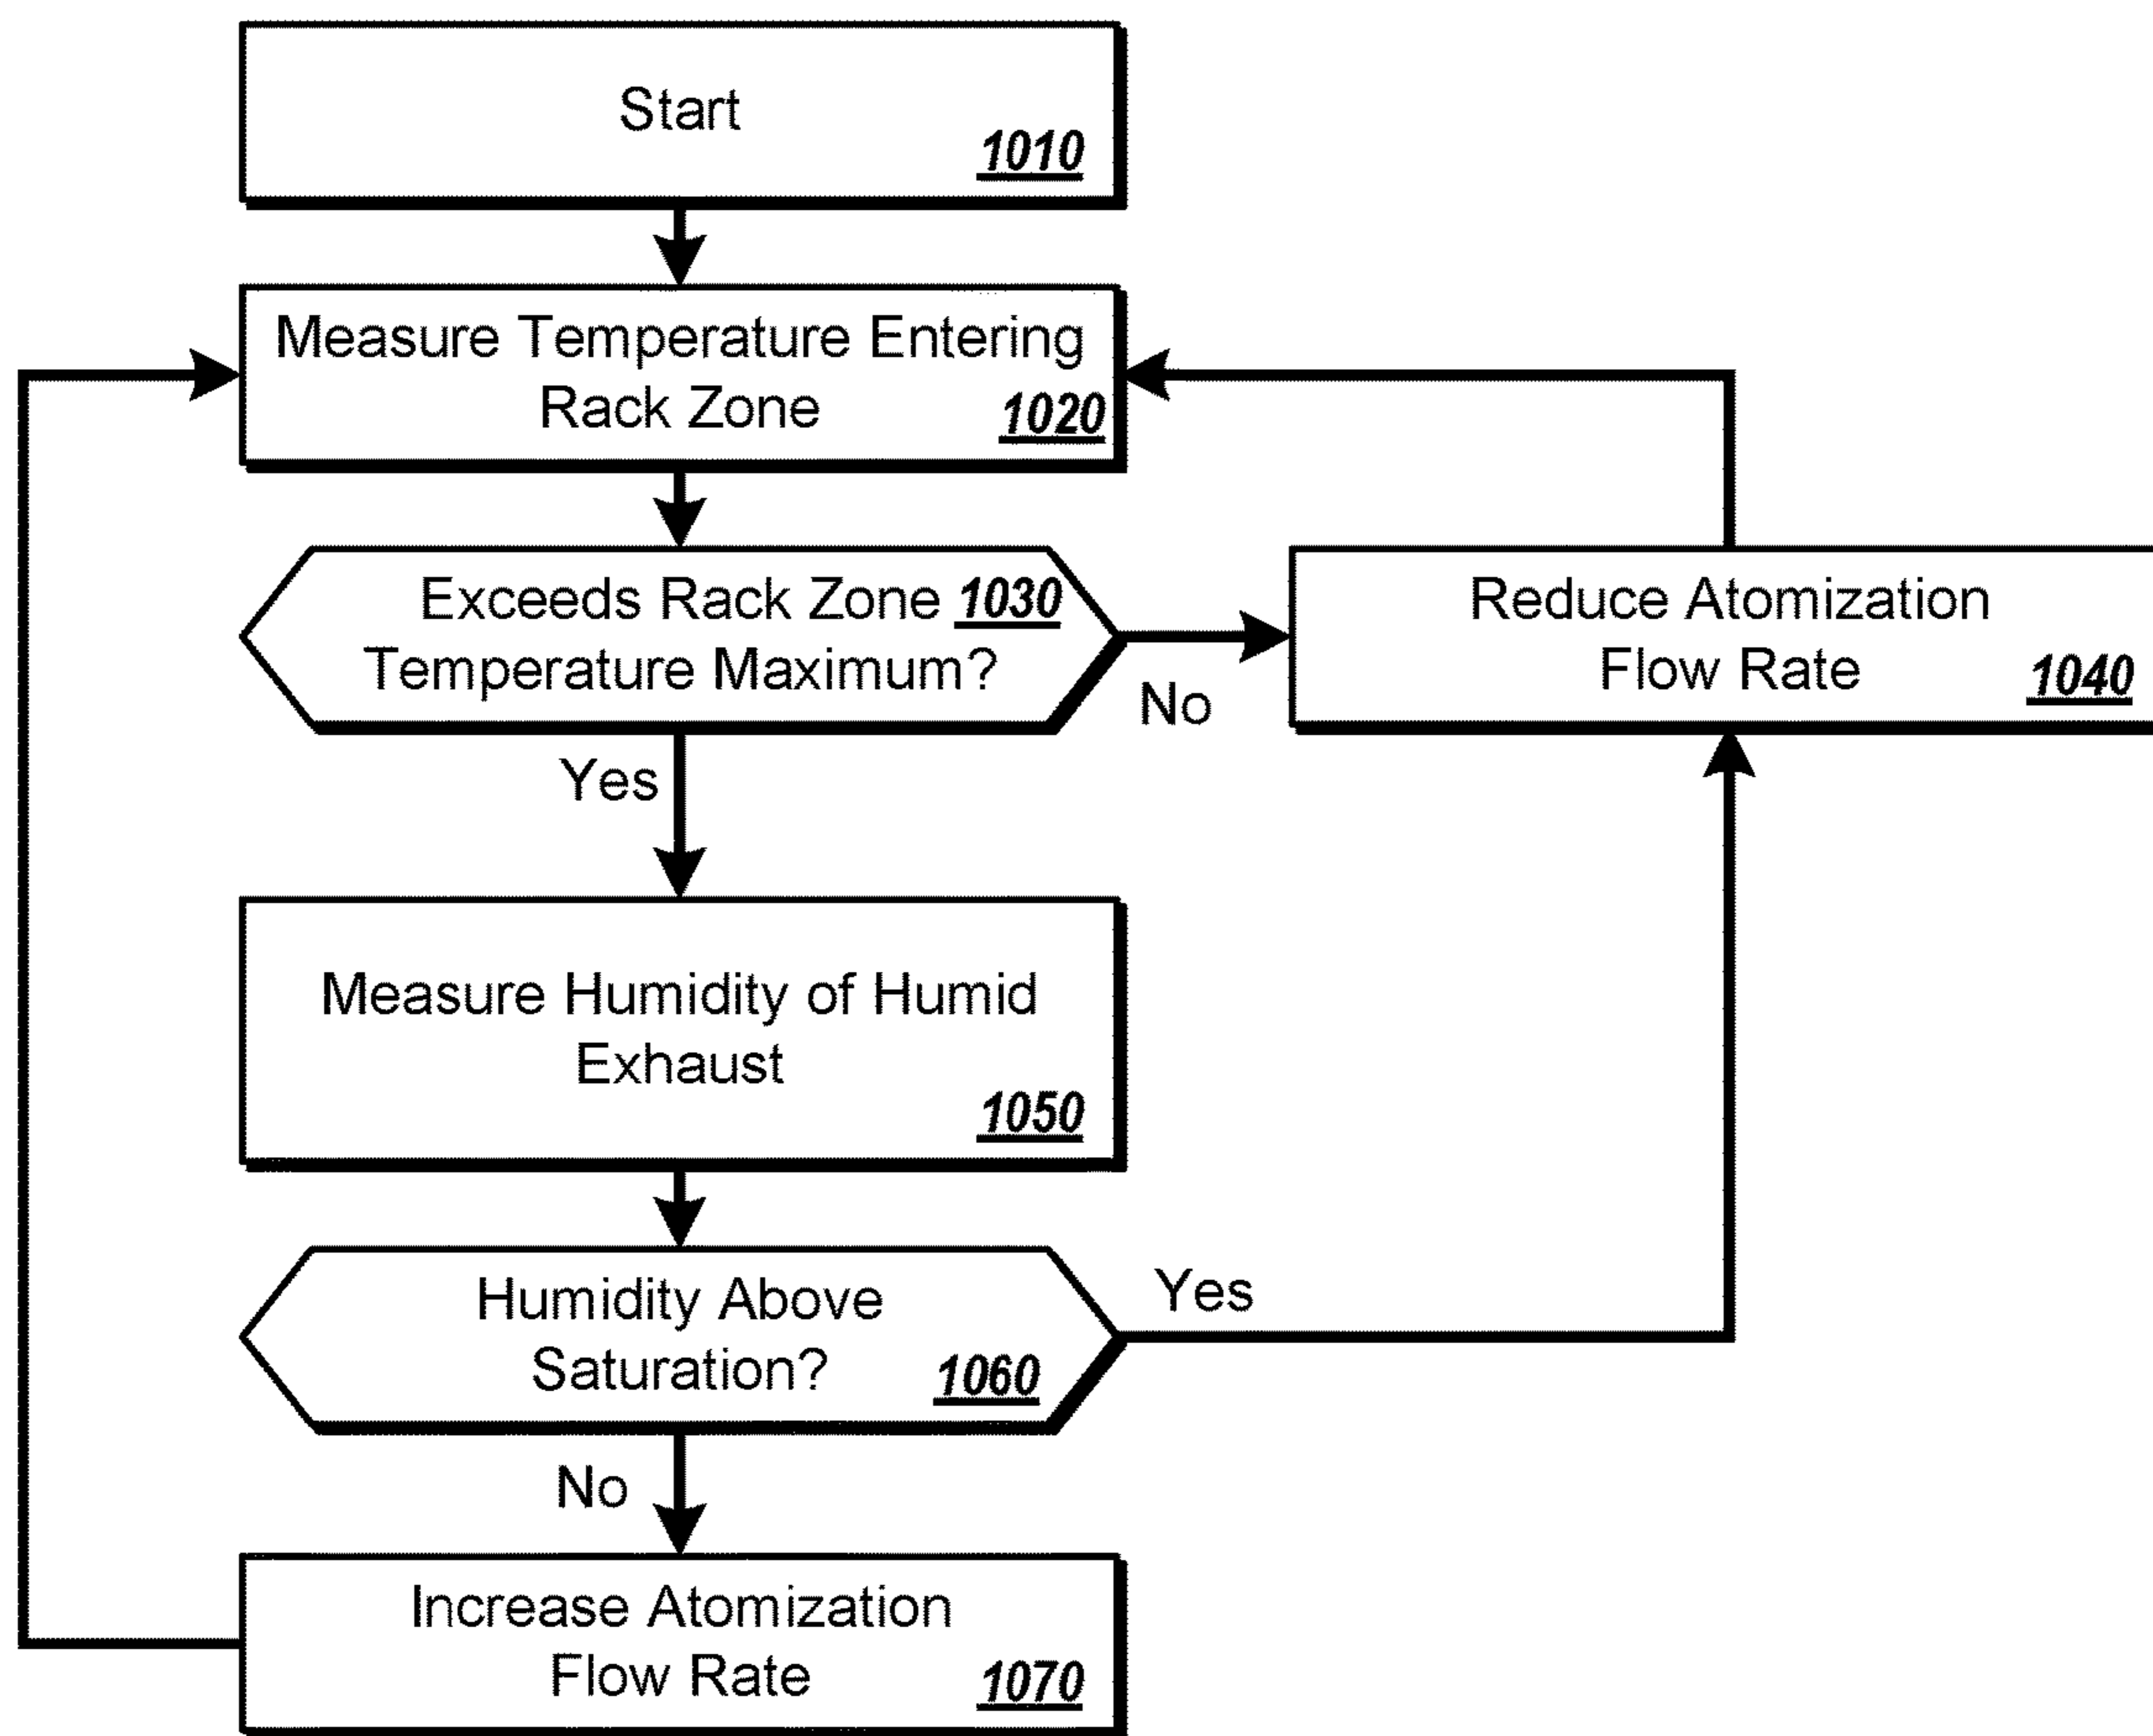 Start
1010
Measure Temperature Entering
Rack Zone
1020
Exceeds Rack Zone 1030
Temperature Maximum?
No
Reduce Atomization
Flow Rate
1040
Yes
Measure Humidity of Humid
Exhaust
1050
Humidity Above
Saturation?
1060
Yes
No
Increase Atomization
Flow Rate
1070